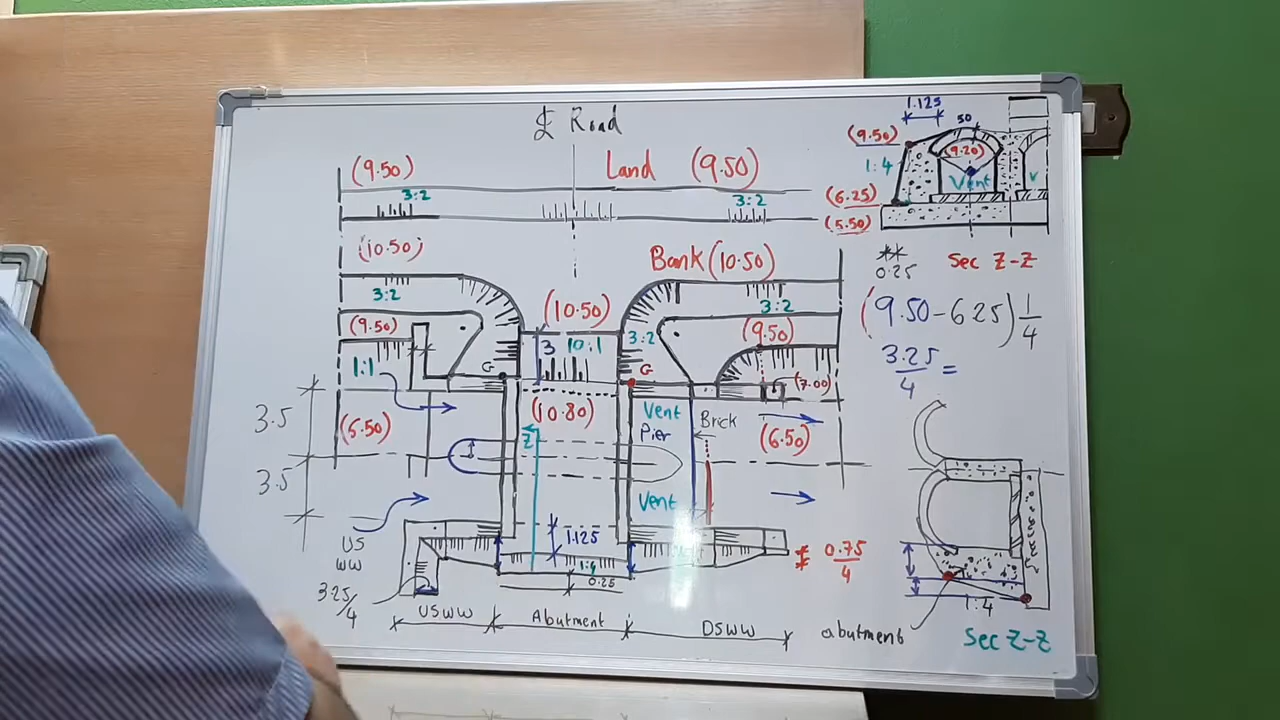 ℄ Road
(9.50) Land (9.50)
3:2 3:2
(10.50) Bank (10.50)
3:2 (10.50) 3:2
(9.50) 3 10:1 3:2 (9.50)
1:1 G G (7.00)
3.5 (5.50) (10.80) Vent Pier Brick (6.50)
Z
3.5 Vent
US WW 1.125
3.25/4 1:4 0.25 ** 0.75/4
USWW Abutment DSWW
1.125 50
(9.50) (9.20)
1:4 Vent V
(6.25)
(5.50)
** 0.25 Sec Z-Z
(9.50-6.25) 1/4
3.25/4 =
1:4
abutment Sec Z-Z